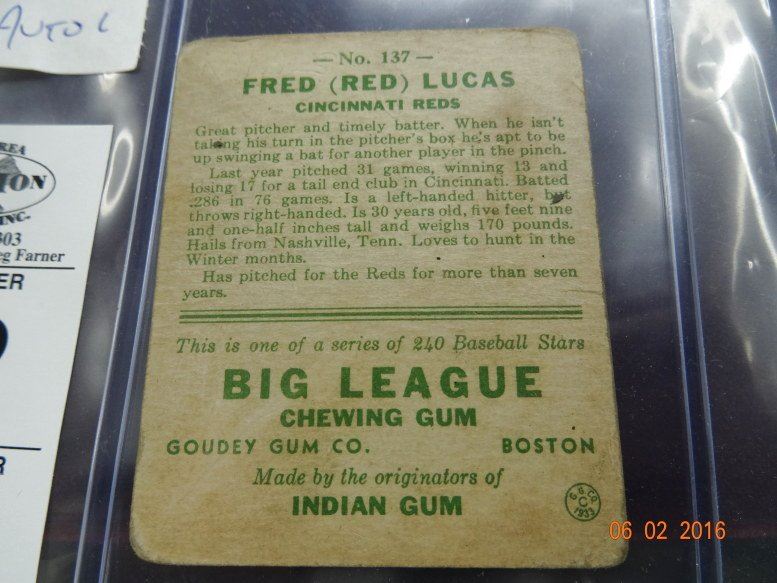 AUTO
— No. 137 —
FRED (RED) LUCAS
CINCINNATI REDS
Great pitcher and timely batter. When he isn't
taking his turn in the pitcher's box he's apt to be
up swinging a bat for another player in the pinch.
Last year pitched 31 games, winning 13 and
losing 17 for a tail end club in Cincinnati. Batted
.286 in 76 games. Is a left-handed hitter, but
throws right-handed. Is 30 years old, five feet nine
and one-half inches tall and weighs 170 pounds.
Hails from Nashville, Tenn. Loves to hunt in the
Winter months.
Has pitched for the Reds for more than seven
years.
This is one of a series of 240 Baseball Stars
BIG LEAGUE
CHEWING GUM
GOUDEY GUM CO. BOSTON
Made by the originators of
INDIAN GUM
G. G. CO.
C
1933
REA
ION
INC-
303
eg Farner
ER
R
06 02 2016